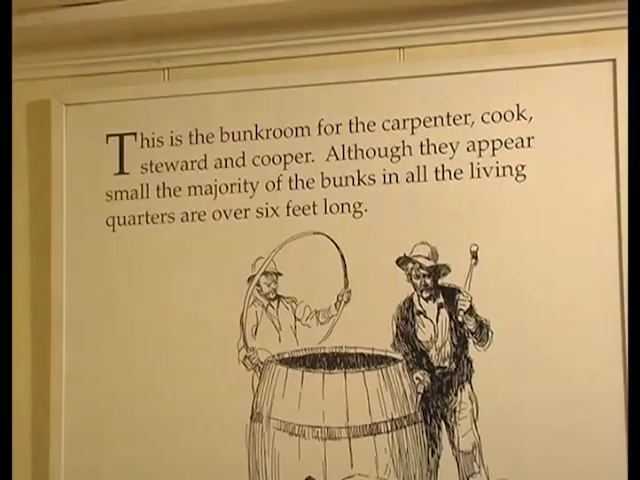 This is the bunkroom for the carpenter, cook,
steward and cooper. Although they appear
small the majority of the bunks in all the living
quarters are over six feet long.